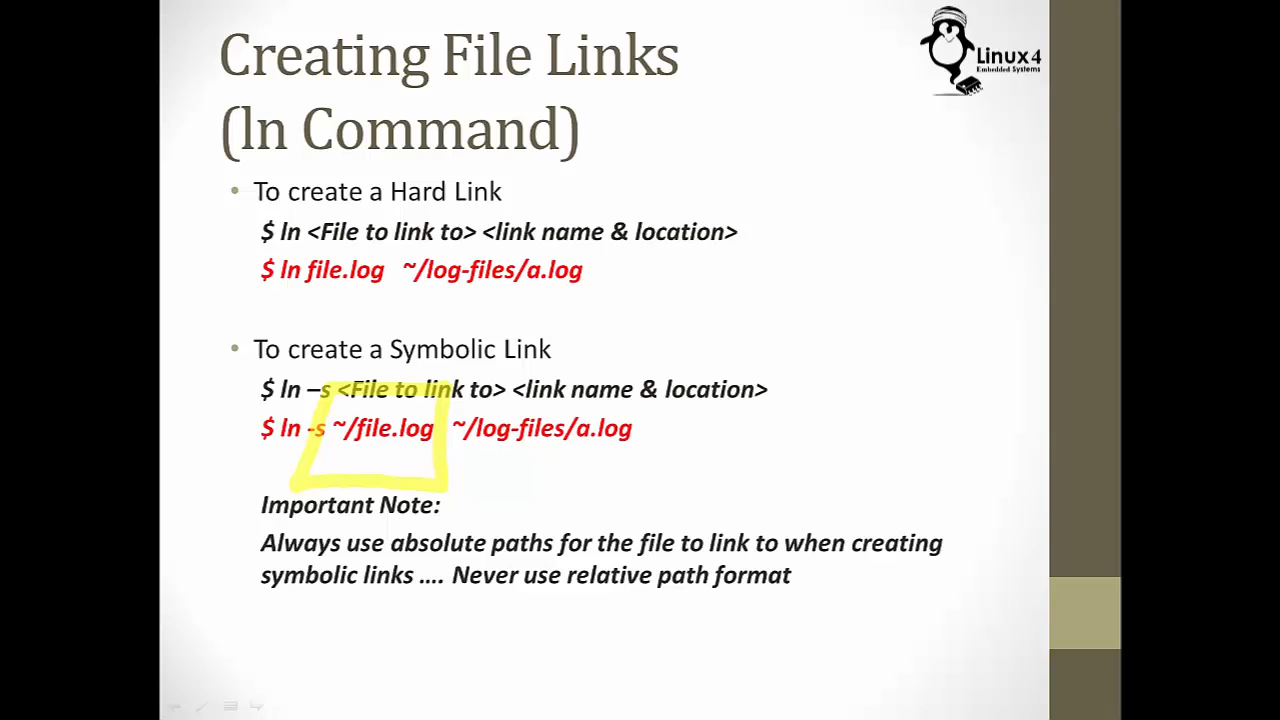 Creating File Links
(ln Command)
Linux 4
Embedded Systems
• To create a Hard Link
$ ln <File to link to> <link name & location>
$ ln file.log ~/log-files/a.log
• To create a Symbolic Link
$ ln –s <File to link to> <link name & location>
$ ln -s ~/file.log ~/log-files/a.log
Important Note:
Always use absolute paths for the file to link to when creating
symbolic links …. Never use relative path format